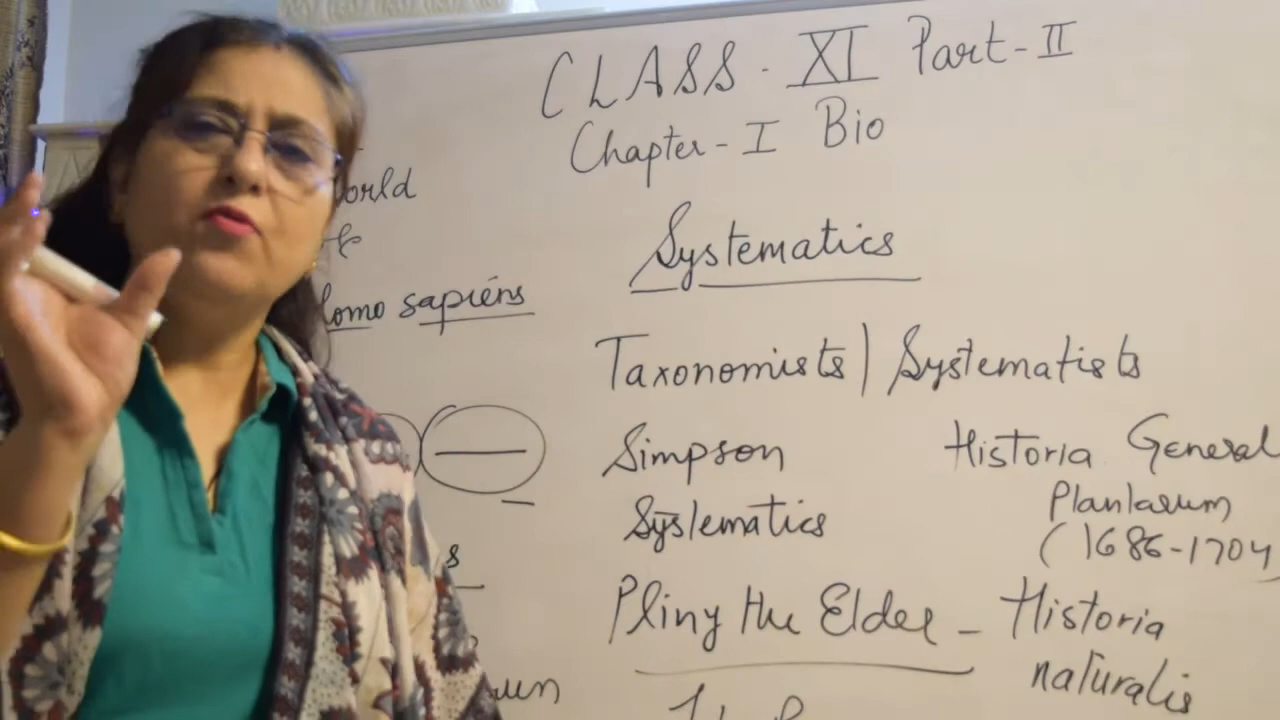 CLASS - XI Part-II
Chapter-I Bio
Systematics
Taxonomists | Systematists
Simpson
Systematics
Pliny the Elder - Historia naturalis
Historia General
Plantarum
(1686-1704
orld
omo sapiens
s